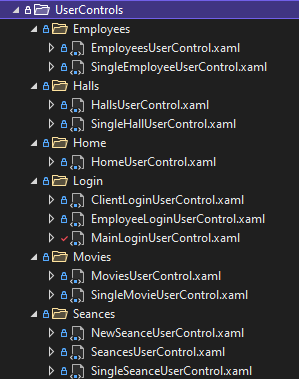 UserControls
Employees
EmployeesUserControl.xaml
SingleEmployeeUserControl.xaml
Halls
HallsUserControl.xaml
SingleHallUserControl.xaml
Home
HomeUserControl.xaml
Login
ClientLoginUserControl.xaml
EmployeeLoginUserControl.xaml
MainLoginUserControl.xaml
Movies
MoviesUserControl.xaml
SingleMovieUserControl.xaml
Seances
NewSeanceUserControl.xaml
SeancesUserControl.xaml
SingleSeanceUserControl.xaml